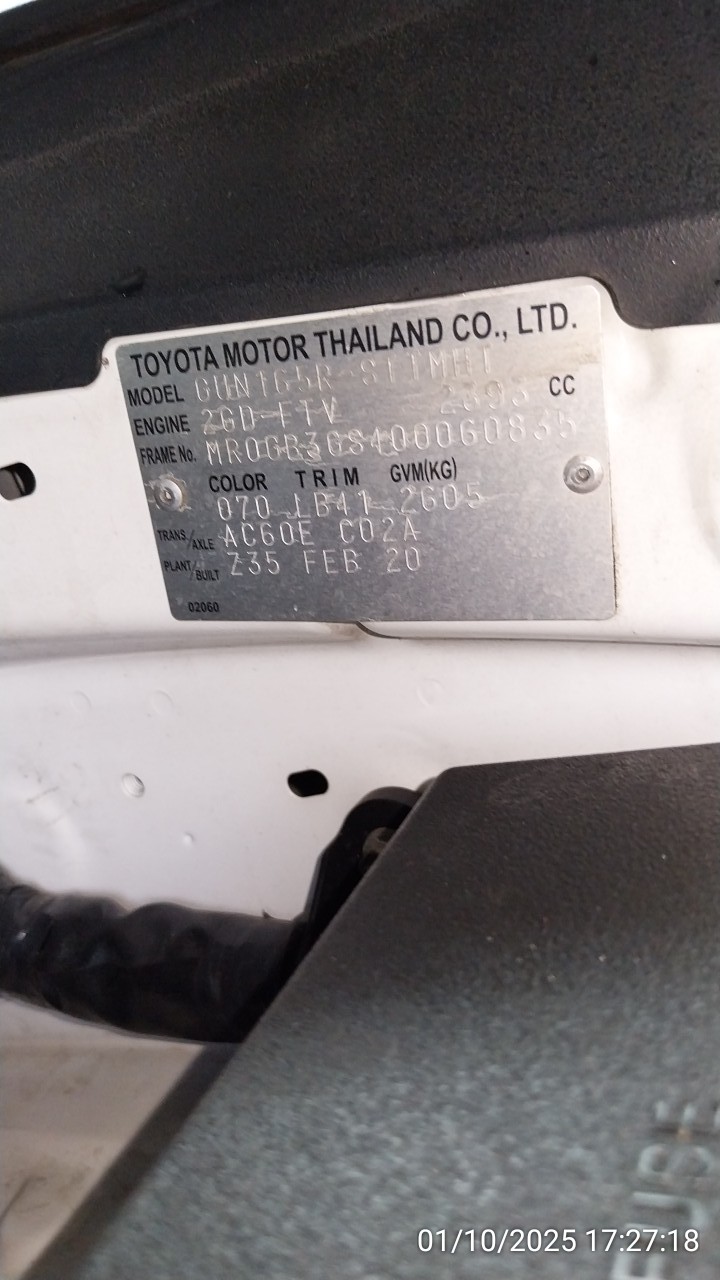 TOYOTA MOTOR THAILAND CO., LTD.
MODEL GUN165R-STTMHT
ENGINE 2GD-FTV 2393 CC
FRAME No. MR0GB3GS400060835
COLOR TRIM GVM(KG)
070 LB41 2605
TRANS/AXLE AC60E C02A
PLANT/BUILT Z35 FEB 20
02060
FUSE
01/10/2025 17:27:18